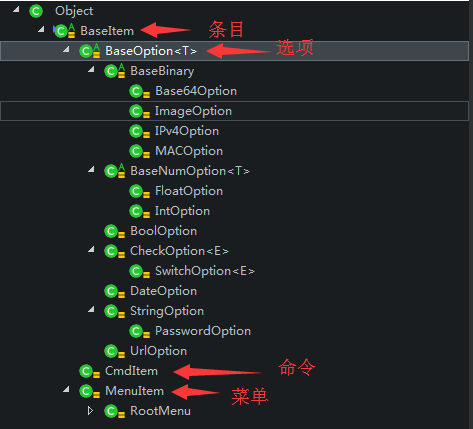 Object
BaseItem 条目
BaseOption<T> 选项
BaseBinary
Base64Option
ImageOption
IPv4Option
MACOption
BaseNumOption<T>
FloatOption
IntOption
BoolOption
CheckOption<E>
SwitchOption<E>
DateOption
StringOption
PasswordOption
UrlOption
CmdItem 命令
MenuItem 菜单
RootMenu